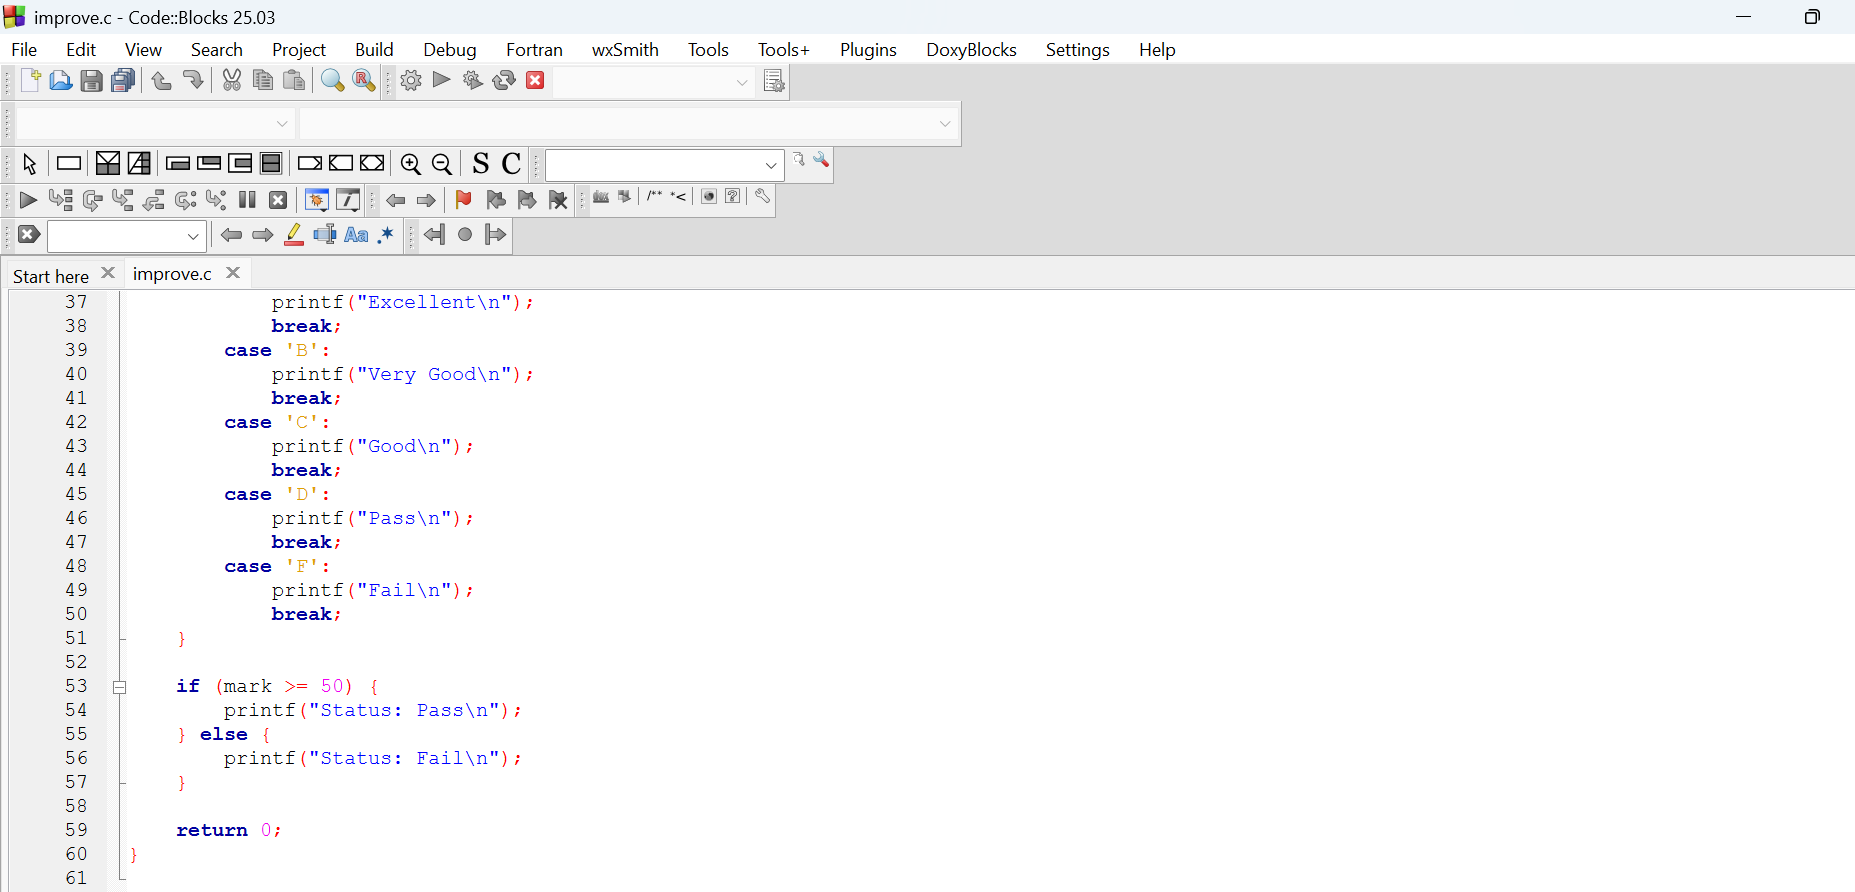 improve.c - Code::Blocks 25.03
File Edit View Search Project Build Debug Fortran wxSmith Tools Tools+ Plugins DoxyBlocks Settings Help
S C
/** *<
Aa .*
Start here improve.c
37 printf("Excellent\n");
38 break;
39 case 'B':
40 printf("Very Good\n");
41 break;
42 case 'C':
43 printf("Good\n");
44 break;
45 case 'D':
46 printf("Pass\n");
47 break;
48 case 'F':
49 printf("Fail\n");
50 break;
51 }
52
53 if (mark >= 50) {
54 printf("Status: Pass\n");
55 } else {
56 printf("Status: Fail\n");
57 }
58
59 return 0;
60 }
61